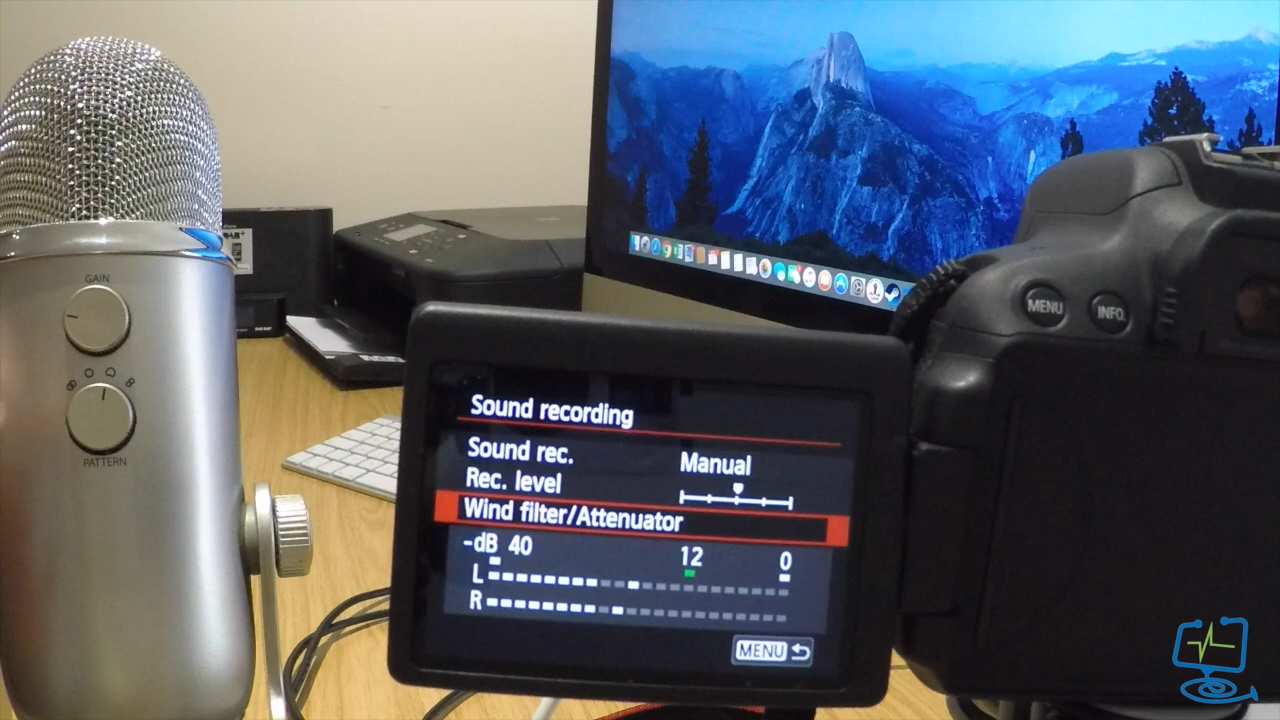 GAIN
PATTERN
MENU
INFO.
Sound recording
Sound rec. Manual
Rec. level
Wind filter/Attenuator
-dB 40 12 0
L
R
MENU